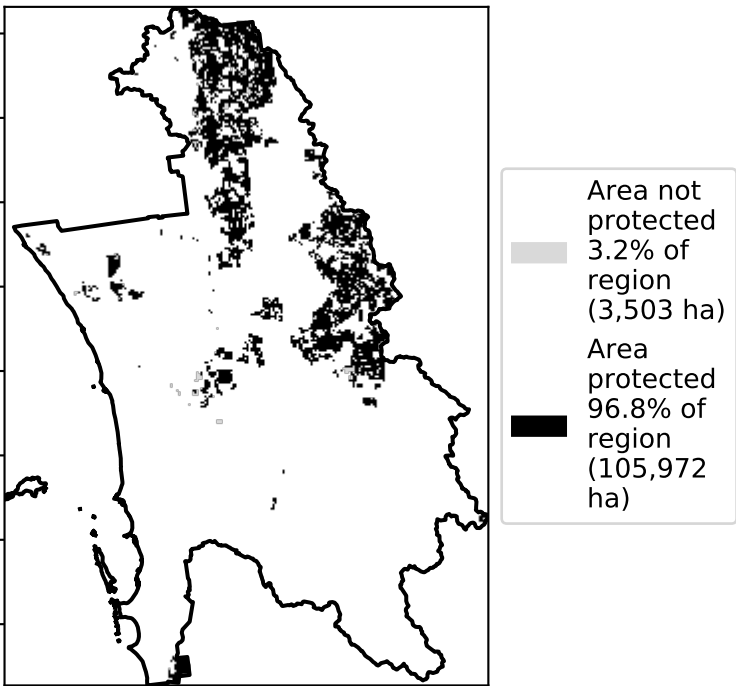 Area not
protected
3.2% of
region
(3,503 ha)
Area
protected
96.8% of
region
(105,972
ha)